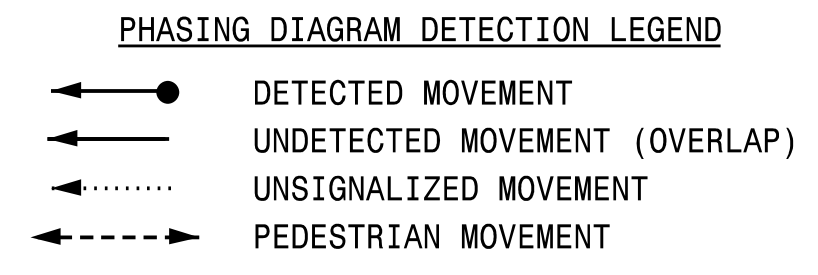 PHASING DIAGRAM DETECTION LEGEND
DETECTED MOVEMENT
UNDETECTED MOVEMENT (OVERLAP)
UNSIGNALIZED MOVEMENT
PEDESTRIAN MOVEMENT